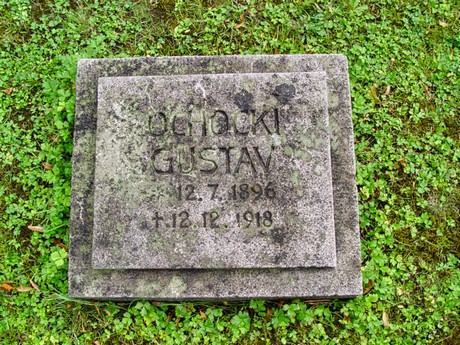 OCHOCKI
GUSTAV
* 12.7.1896
† 12.12.1918